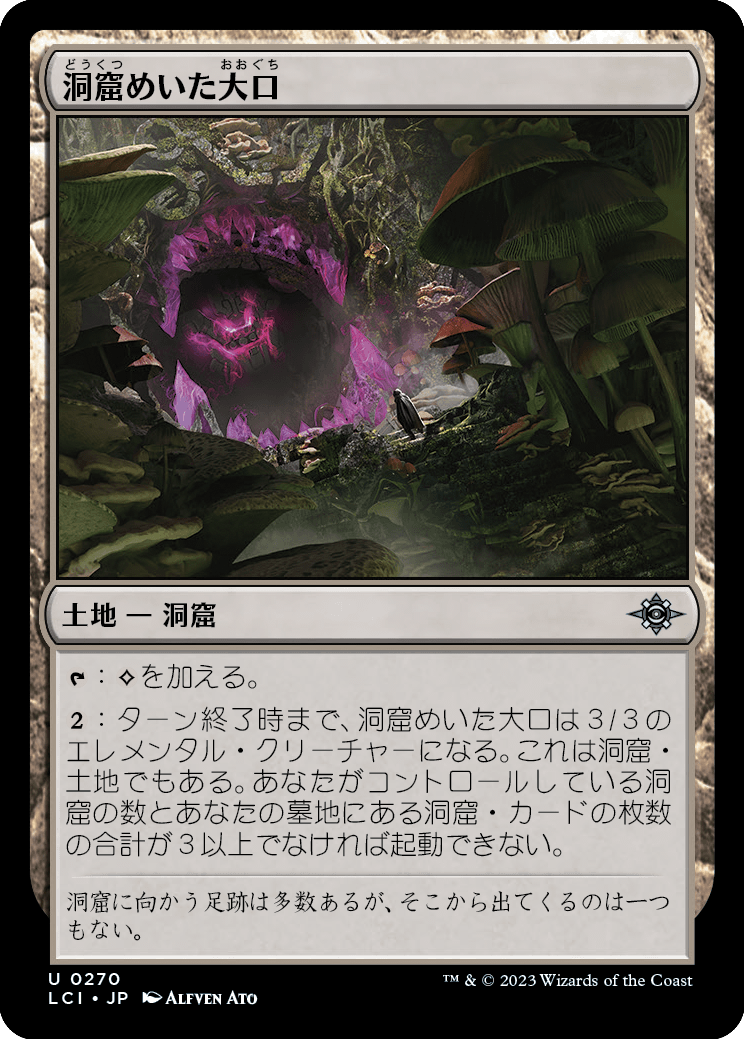 どうくつ おおぐち
洞窟めいた大口
土地 — 洞窟
：を加える。
2：ターン終了時まで、洞窟めいた大口は３/３の
エレメンタル・クリーチャーになる。これは洞窟・
土地でもある。あなたがコントロールしている洞
窟の数とあなたの墓地にある洞窟・カードの枚数
の合計が３以上でなければ起動できない。
洞窟に向かう足跡は多数あるが、そこから出てくるのは一つ
もない。
U 0270
LCI • JP Alfven Ato
™ & © 2023 Wizards of the Coast